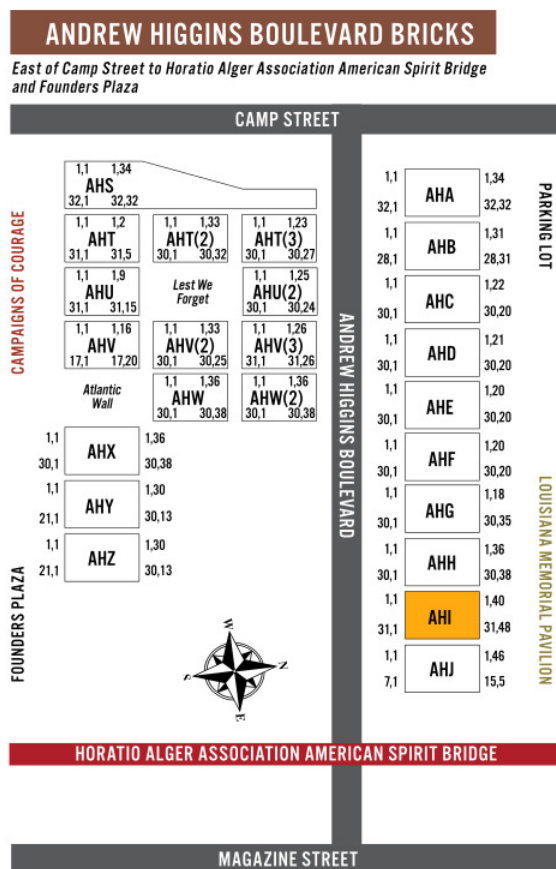 ANDREW HIGGINS BOULEVARD BRICKS
East of Camp Street to Horatio Alger Association American Spirit Bridge
and Founders Plaza
CAMP STREET
1,1 1,34
AHS
32,1 32,32
1,1 1,2
AHT
31,1 31,5
1,1 1,33
AHT(2)
30,1 30,32
1,1 1,23
AHT(3)
30,1 30,27
1,1 1,9
AHU
31,1 31,15
Lest We
Forget
1,1 1,25
AHU(2)
30,1 30,24
1,1 1,16
AHV
17,1 17,20
1,1 1,33
AHV(2)
30,1 30,25
1,1 1,26
AHV(3)
31,1 31,26
Atlantic
Wall
1,1 1,36
AHW
30,1 30,38
1,1 1,36
AHW(2)
30,1 30,38
1,1 1,36
AHX
30,1 30,38
1,1 1,30
AHY
21,1 30,13
1,1 1,30
AHZ
21,1 30,13
CAMPAIGNS OF COURAGE
FOUNDERS PLAZA
ANDREW HIGGINS BOULEVARD
1,1 1,34
AHA
32,1 32,32
1,1 1,31
AHB
28,1 28,31
1,1 1,22
AHC
30,1 30,20
1,1 1,21
AHD
30,1 30,20
1,1 1,20
AHE
30,1 30,20
1,1 1,20
AHF
30,1 30,20
1,1 1,18
AHG
30,1 30,35
1,1 1,36
AHH
30,1 30,38
1,1 1,40
AHI
31,1 31,48
1,1 1,46
AHJ
7,1 15,5
PARKING LOT
LOUISIANA MEMORIAL PAVILION
W
N
S
E
HORATIO ALGER ASSOCIATION AMERICAN SPIRIT BRIDGE
MAGAZINE STREET